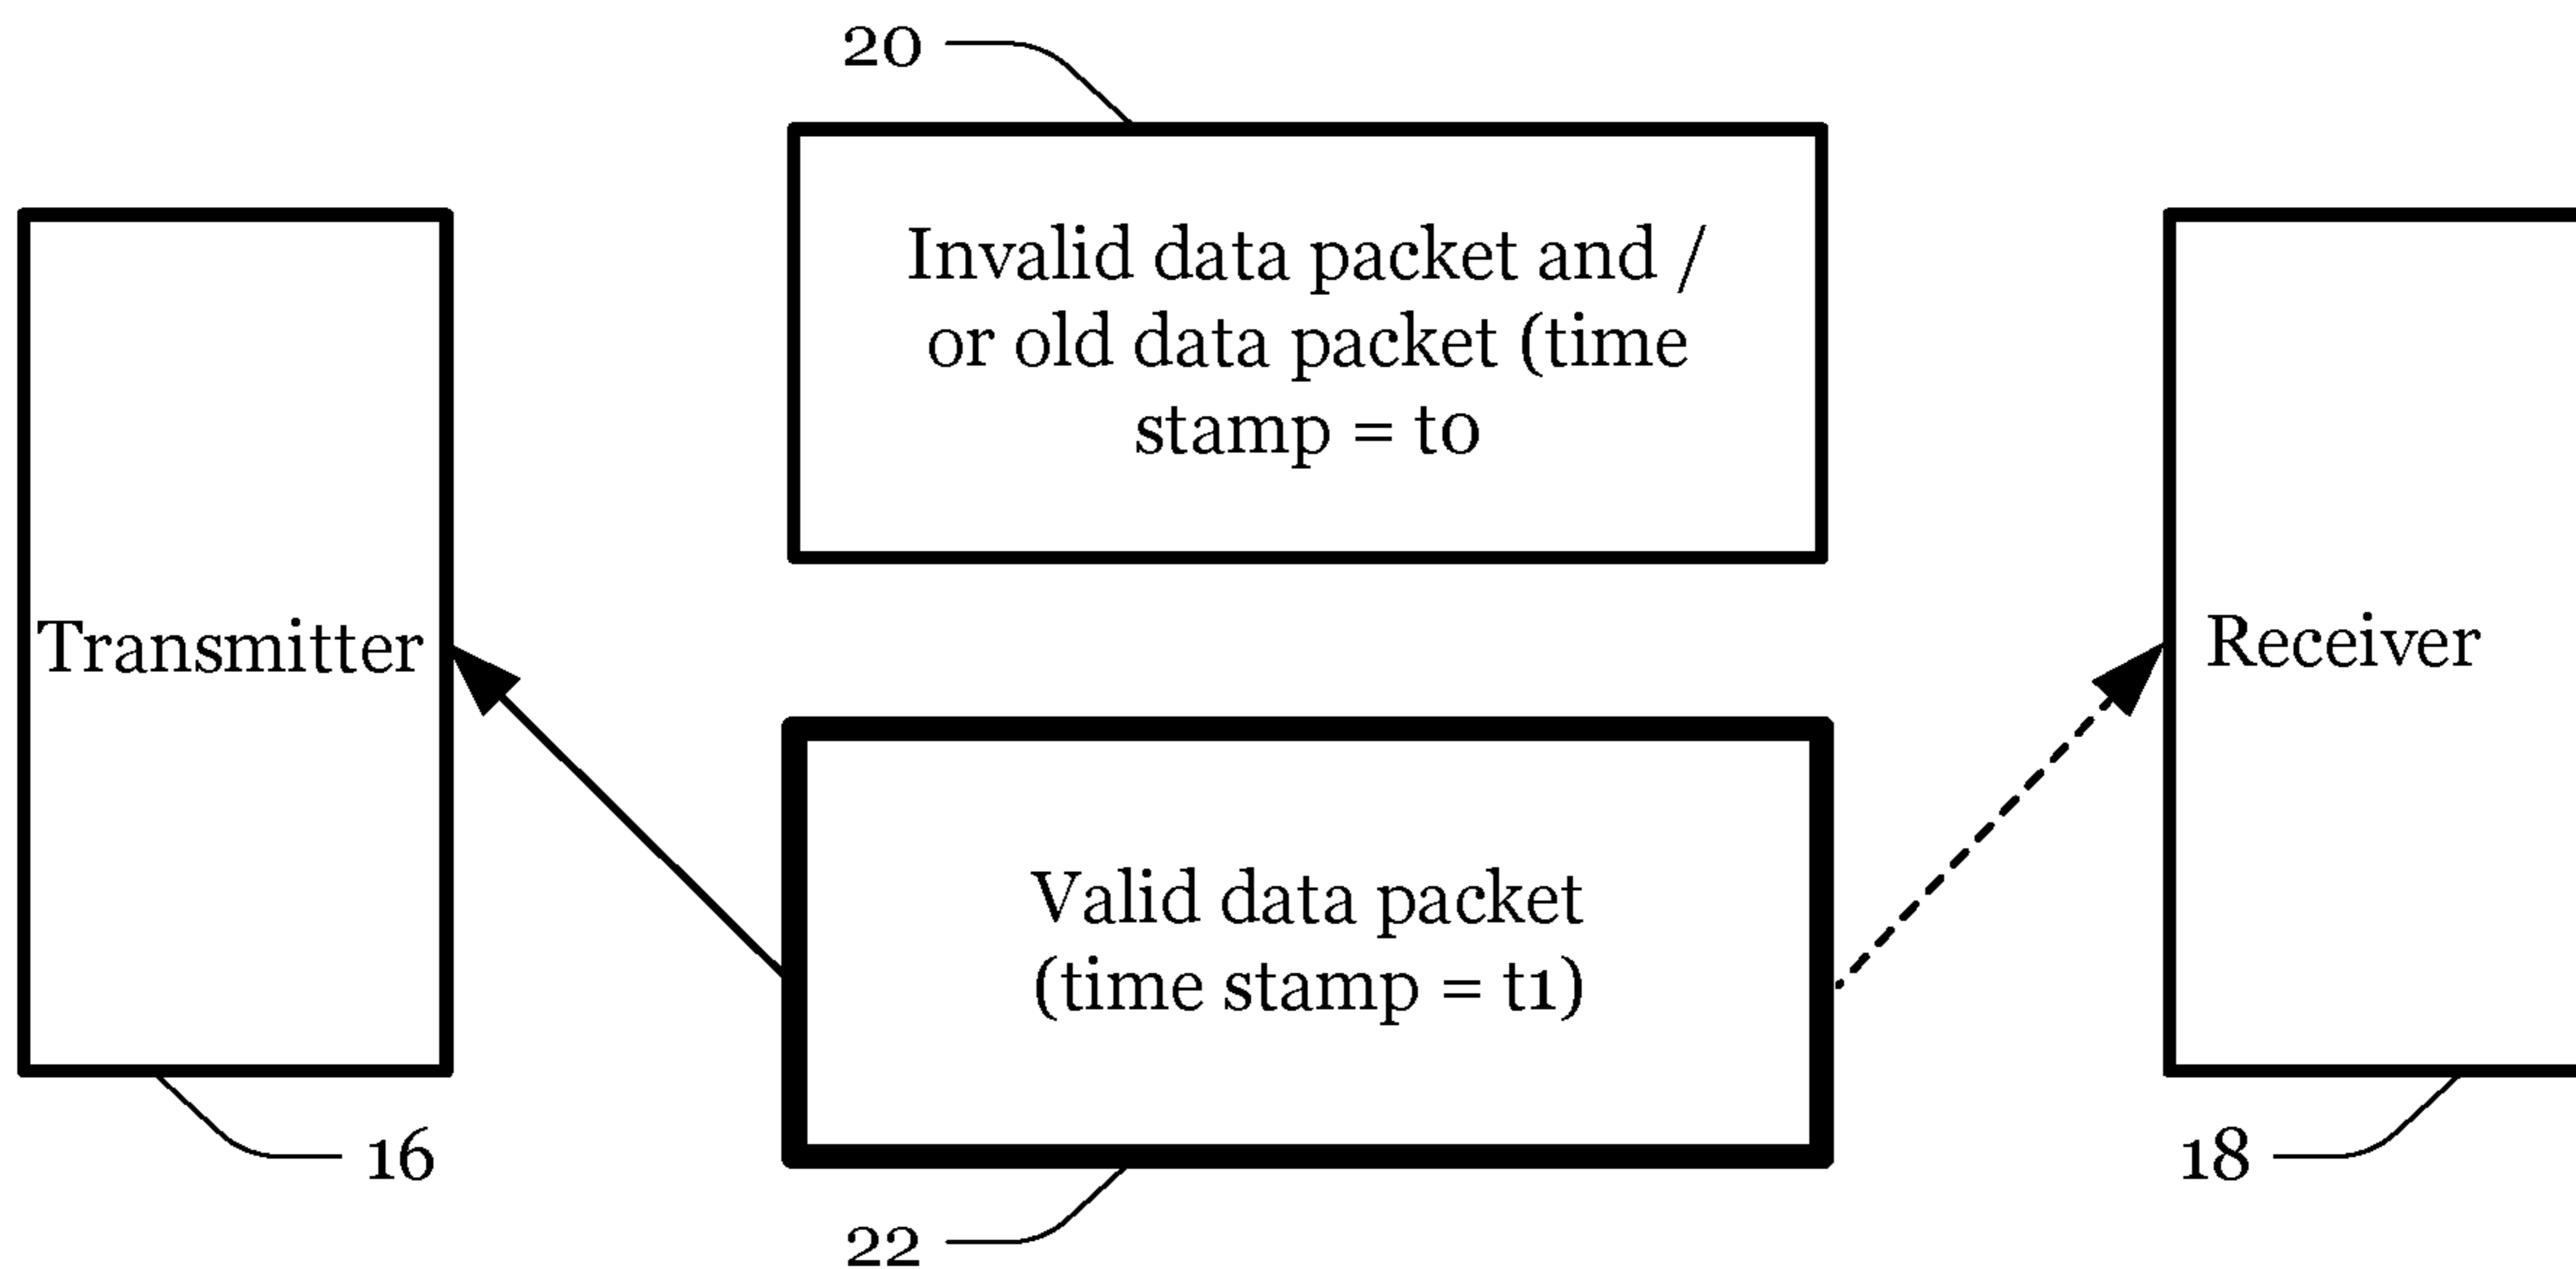 20
Invalid data packet and /
or old data packet (time
stamp = t0
Transmitter
Receiver
Valid data packet
(time stamp = t1)
16
18
22